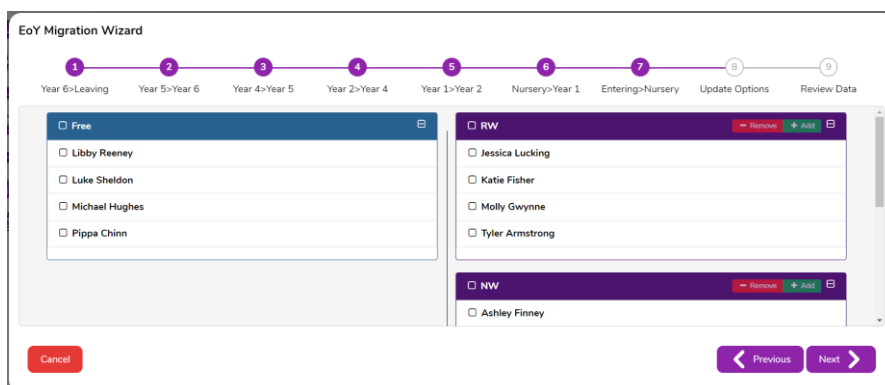 EoY Migration Wizard
1 2 3 4 5 6 7 8 9
Year 6>Leaving Year 5>Year 6 Year 4>Year 5 Year 2>Year 4 Year 1>Year 2 Nursery>Year 1 Entering>Nursery Update Options Review Data
Free
Libby Reeney
Luke Sheldon
Michael Hughes
Pippa Chinn
RW − Remove + Add
Jessica Lucking
Katie Fisher
Molly Gwynne
Tyler Armstrong
NW − Remove + Add
Ashley Finney
Cancel Previous Next